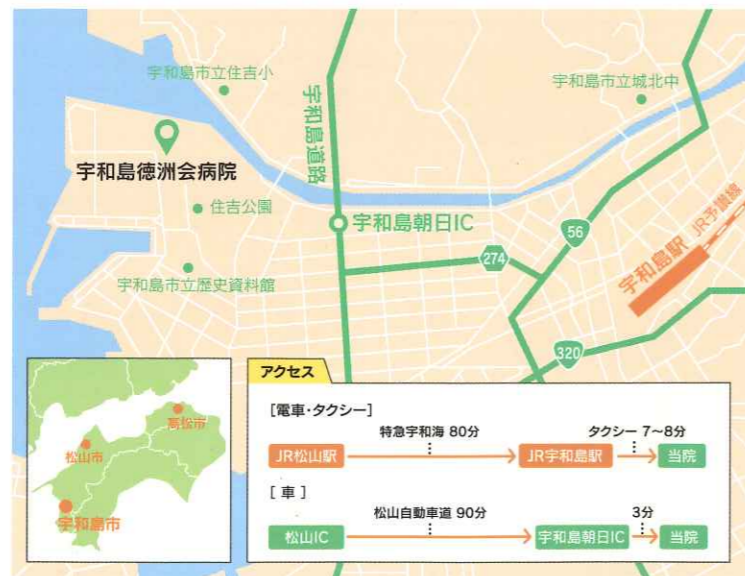 宇和島市立住吉小
宇和島市立城北中
宇和島道路
宇和島徳洲会病院
住吉公園
宇和島朝日IC
56
JR予讃線
宇和島駅
274
宇和島市立歴史資料館
320
高松市
松山市
宇和島市
アクセス
[電車・タクシー]
特急宇和海 80分
タクシー 7〜8分
JR松山駅
JR宇和島駅
当院
[ 車 ]
松山自動車道 90分
3分
松山IC
宇和島朝日IC
当院